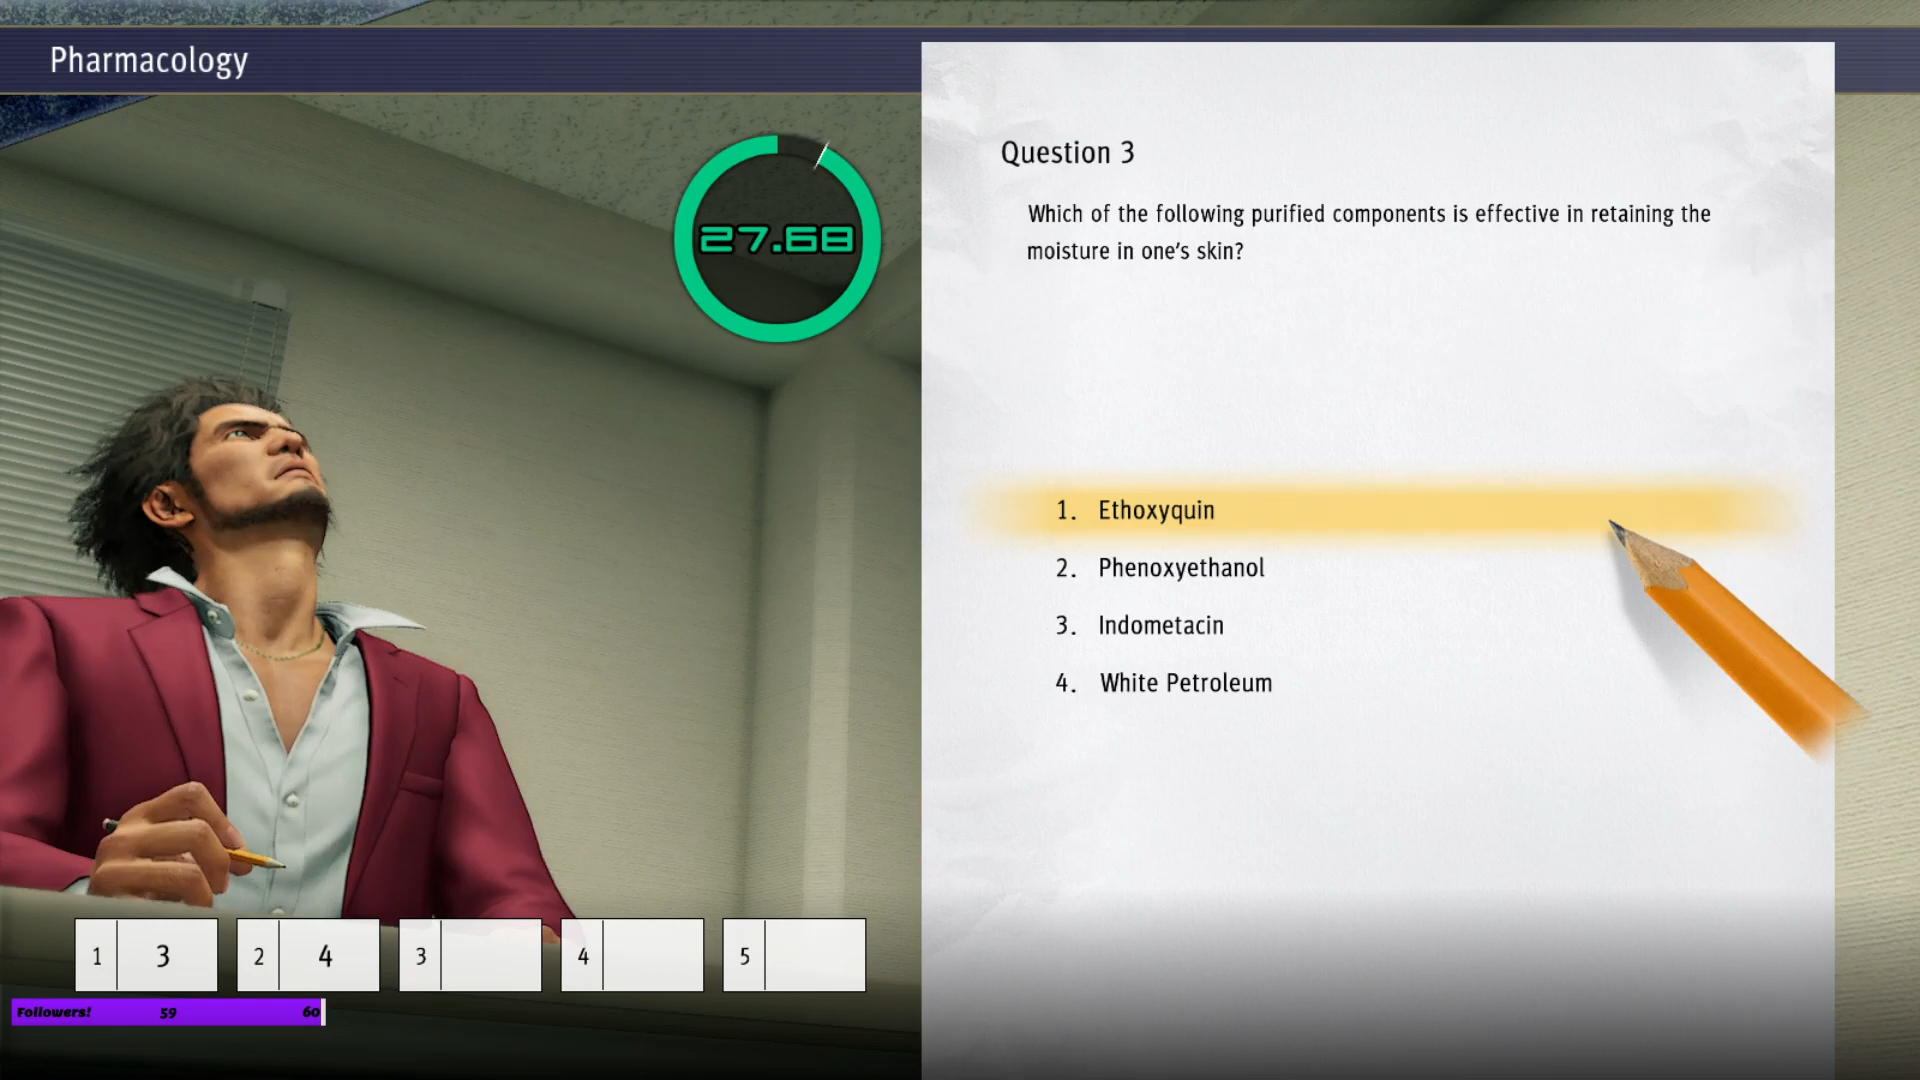 Pharmacology
27.68
Question 3
Which of the following purified components is effective in retaining the
moisture in one's skin?
1. Ethoxyquin
2. Phenoxyethanol
3. Indometacin
4. White Petroleum
1 3 2 4 3 4 5
Followers! 59 60